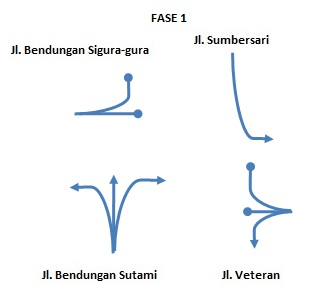 FASE 1
Jl. Bendungan Sigura-gura
Jl. Sumbersari
Jl. Bendungan Sutami
Jl. Veteran